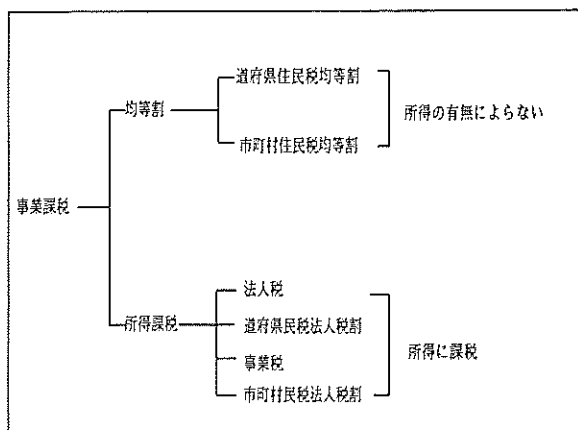 道府県住民税均等割
均等割
所得の有無によらない
市町村住民税均等割
事業課税
法人税
所得課税
道府県民税法人税割
所得に課税
事業税
市町村民税法人税割